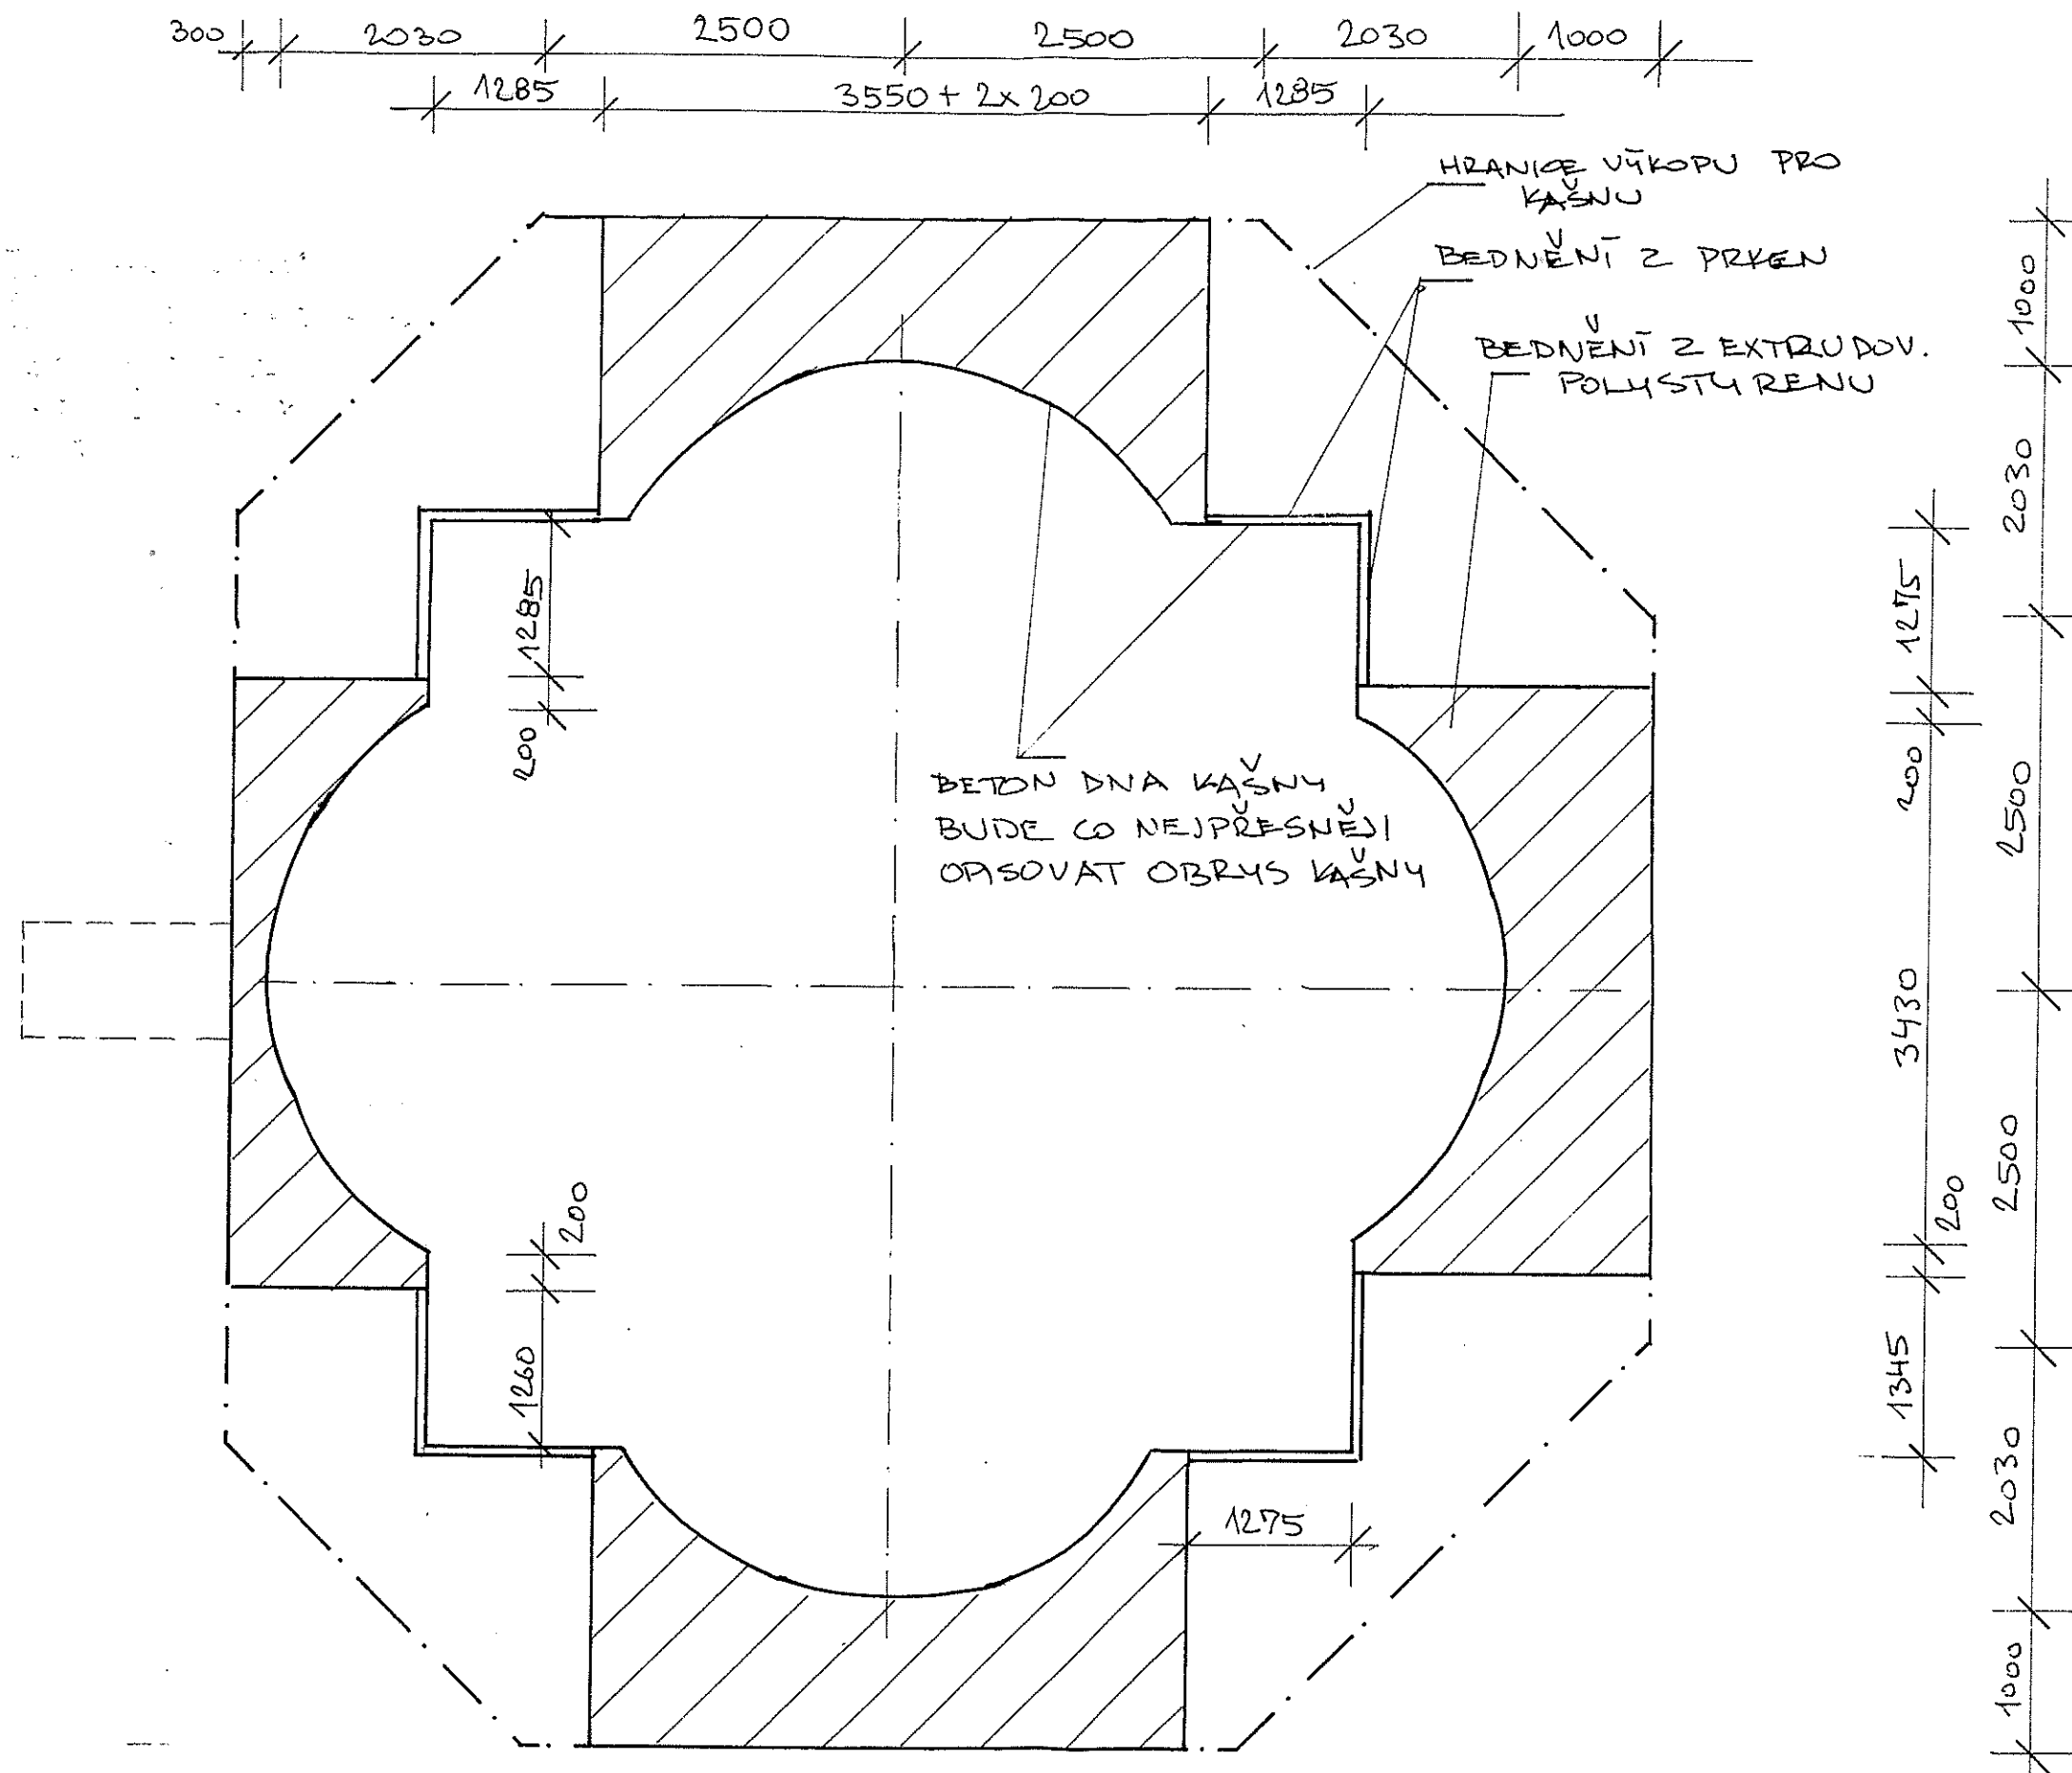 300 2030 2500 2500 2030 1000
1285 3550 + 2x 200 1285
HRANICE VÝKOPU PRO
KAŠNU
BEDNĚNÍ Z PRKEN
BEDNĚNÍ Z EXTRUDOV.
POLYSTYRENU
1000
2030
1275
1285
200
200
2500
BETON DNA KAŠNY
BUDE CO NEJPŘESNĚJI
OPISOVAT OBRYS KAŠNY
3430
2500
200
200
1260
1345
2030
1275
1000